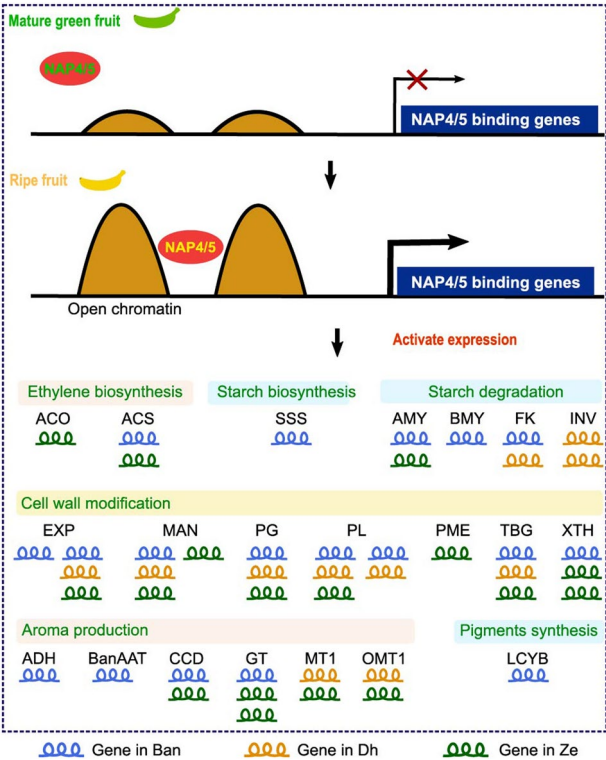 Mature green fruit
NAP4/5
NAP4/5 binding genes
Ripe fruit
NAP4/5
NAP4/5 binding genes
Open chromatin
Activate expression
Ethylene biosynthesis Starch biosynthesis Starch degradation
ACO ACS SSS AMY BMY FK INV
Cell wall modification
EXP MAN PG PL PME TBG XTH
Aroma production Pigments synthesis
ADH BanAAT CCD GT MT1 OMT1 LCYB
Gene in Ban Gene in Dh Gene in Ze